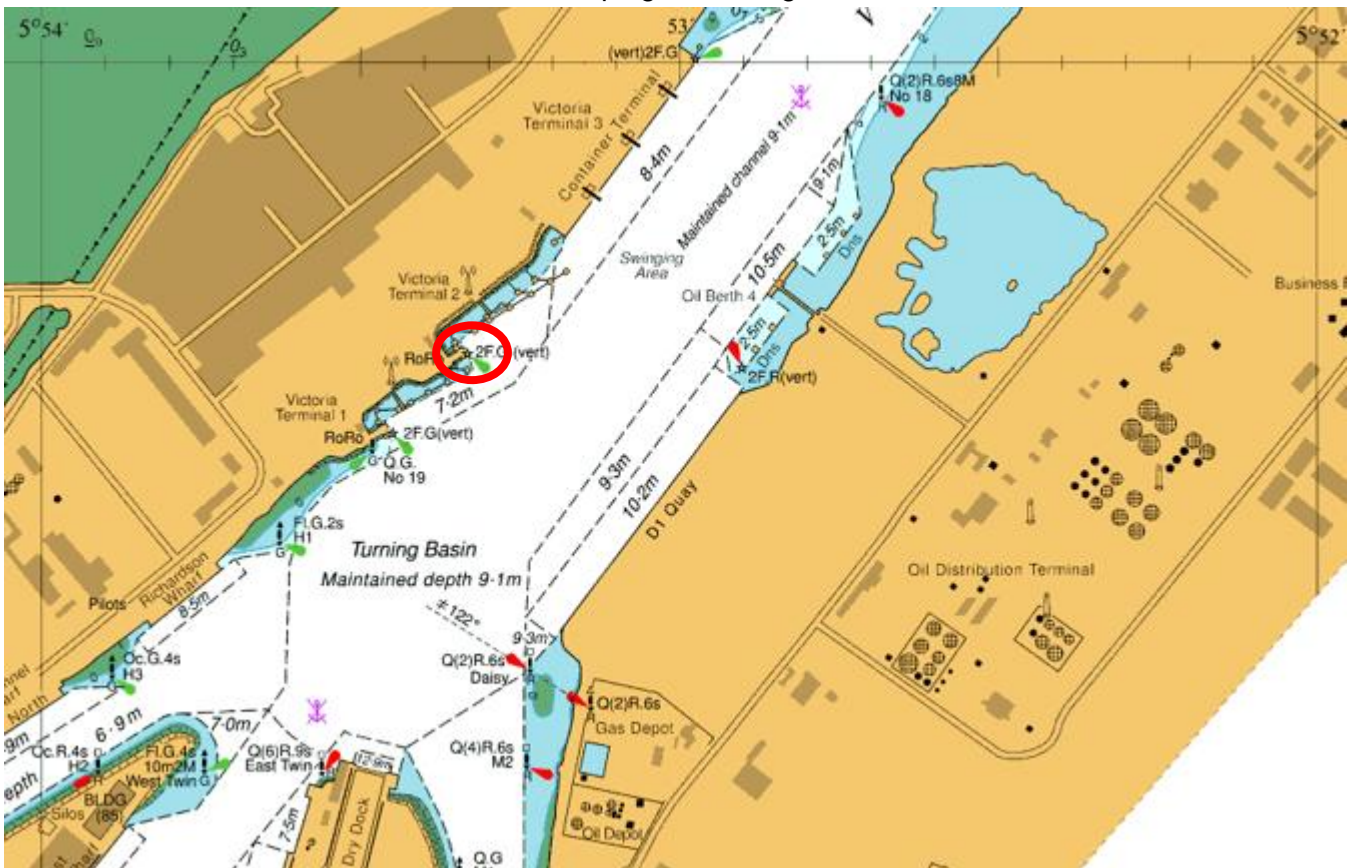 5°54´
0₉
0₃
53´
0₇
5°52´
(vert)2F.G
Q(2)R.6s8M
No 18
Victoria
Terminal 3
Container Terminal
8·4m
Maintained channel 9·1m
9·1m
2·5m
Dns
Swinging
Area
10·5m
Oil Berth 4
Victoria
Terminal 2
Business
2·5m
Dns
RoRo
2F.G(vert)
2F.R(vert)
7·2m
Victoria
Terminal 1
RoRo
2F.G(vert)
G
Q.G.
No 19
9·3m
10·2m
D1 Quay
Fl.G.2s
H1
G
Turning Basin
Maintained depth 9·1m
≠122°
Oil Distribution Terminal
Richardson
Wharf
Pilots
8·5m
9·3m
Oc.G.4s
H3
G
Q(2)R.6s
Daisy
R
North
Q(2)R.6s
R
Gas Depot
6·9m
7·0m
Oc.R.4s
H2
R
Fl.G.4s
10m2M
West Twin
G
Q(6)R.9s
East Twin
12·9m
Q(4)R.6s
M2
R
Silos
BLDG
(85)
7·5m
Dry Dock
Oil Depot
Q.G